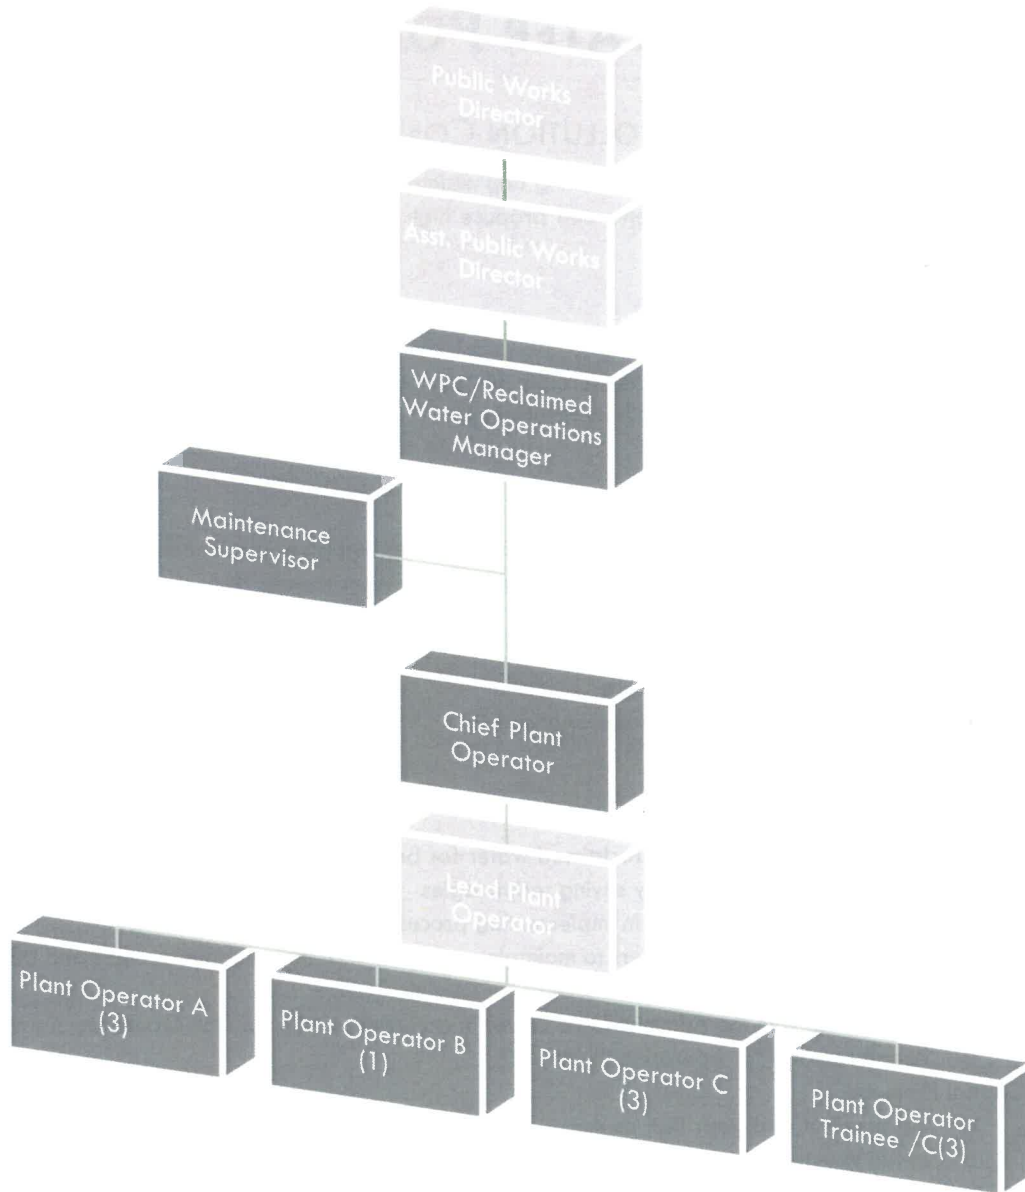 Public Works
Director
Asst. Public Works
Director
WPC/Reclaimed
Water Operations
Manager
Maintenance
Supervisor
Chief Plant
Operator
Lead Plant
Operator
Plant Operator A
(3)
Plant Operator B
(1)
Plant Operator C
(3)
Plant Operator
Trainee /C(3)